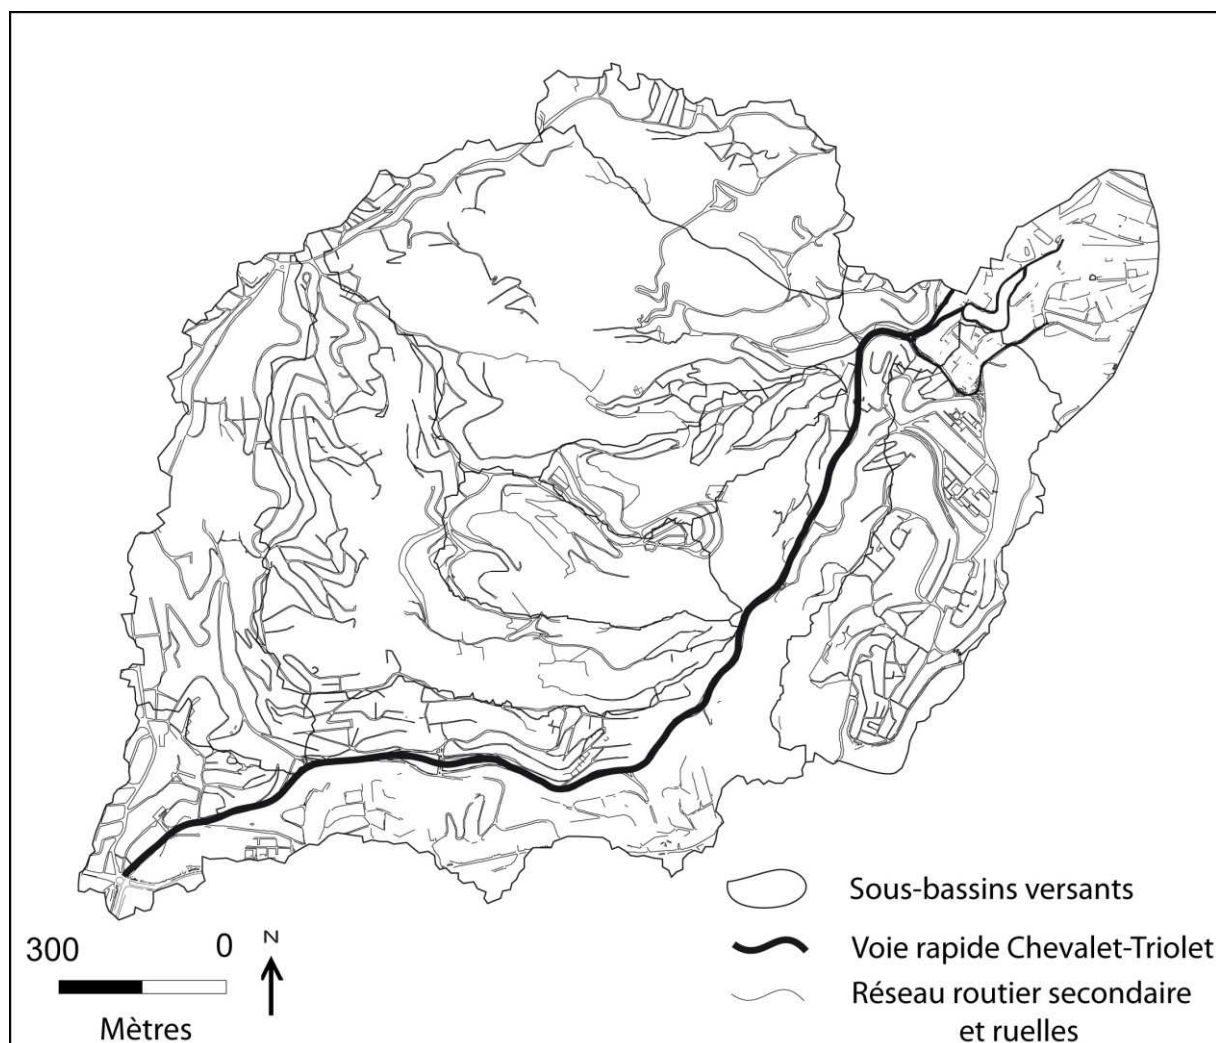 Sous-bassins versants
300 0 N
Voie rapide Chevalet-Triolet
Réseau routier secondaire
et ruelles
Mètres